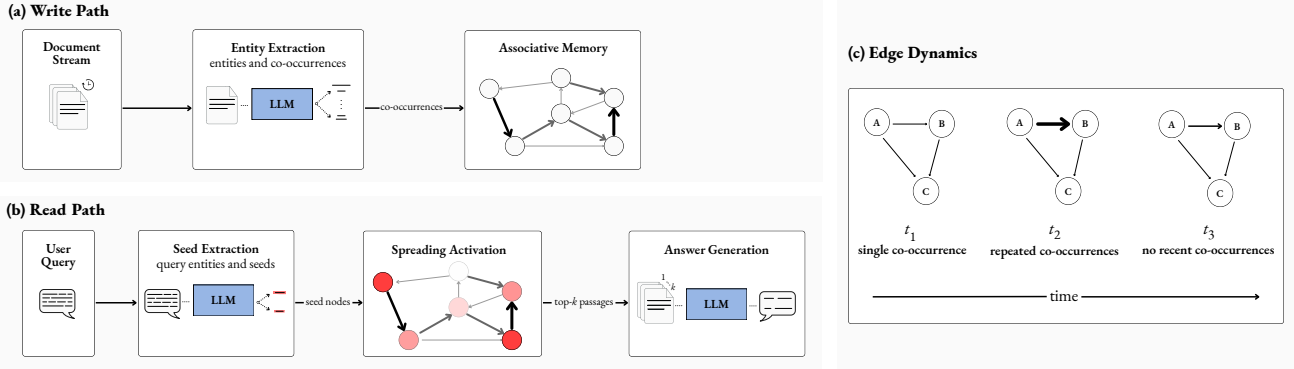 (a) Write Path
Document
Stream
Entity Extraction
entities and co-occurrences
LLM
co-occurrences
Associative Memory
(b) Read Path
User
Query
Seed Extraction
query entities and seeds
LLM
seed nodes
Spreading Activation
top-k passages
Answer Generation
1
k
LLM
(c) Edge Dynamics
A
B
C
t1
single co-occurrence
A
B
C
t2
repeated co-occurrences
A
B
C
t3
no recent co-occurrences
time